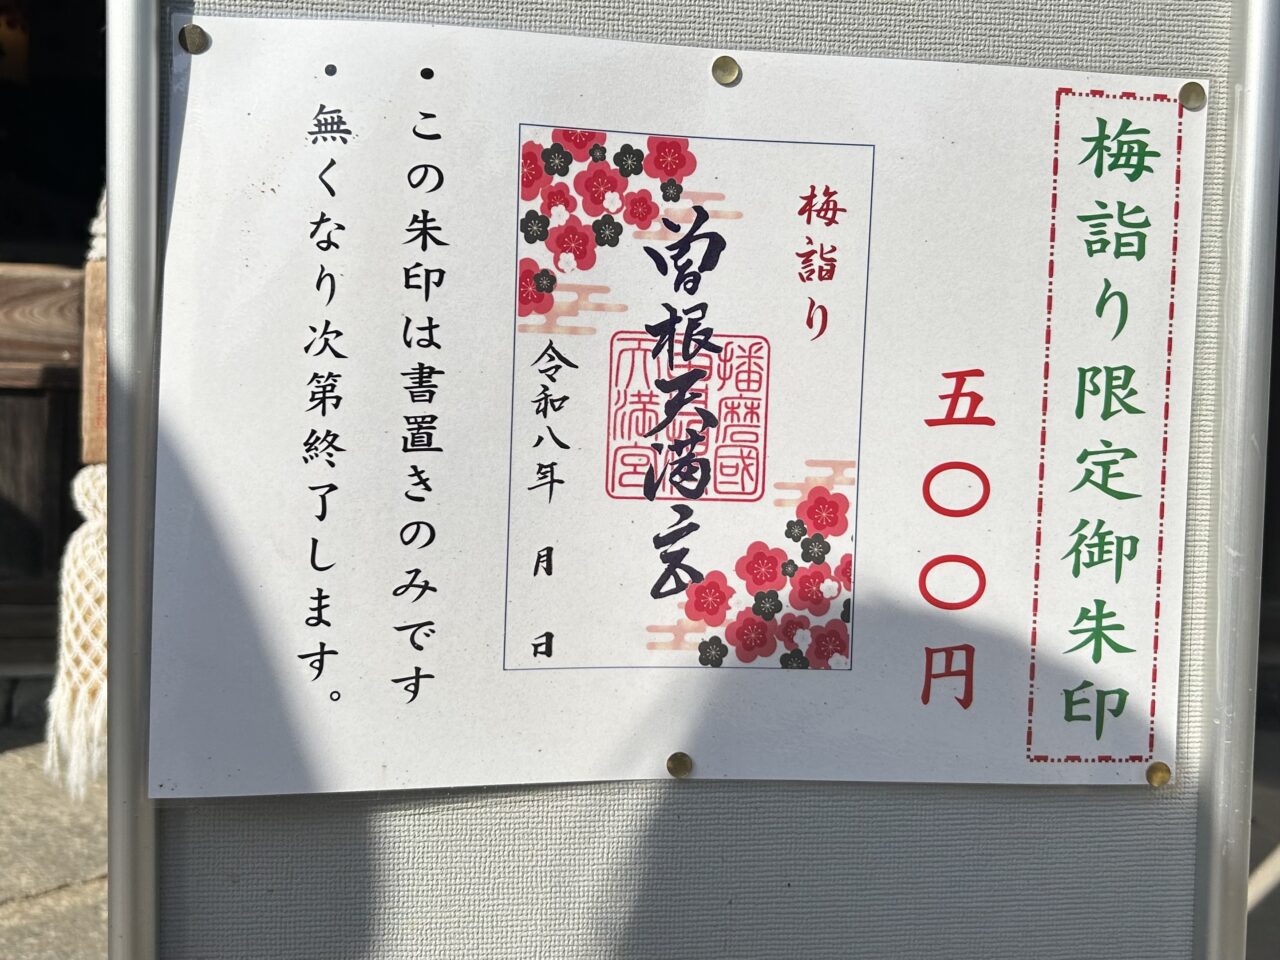 梅詣り限定御朱印
五〇〇円
梅詣り
曽根天満宮
播磨國
天満宮
令和八年 月 日
・この朱印は書置きのみです
・無くなり次第終了します。